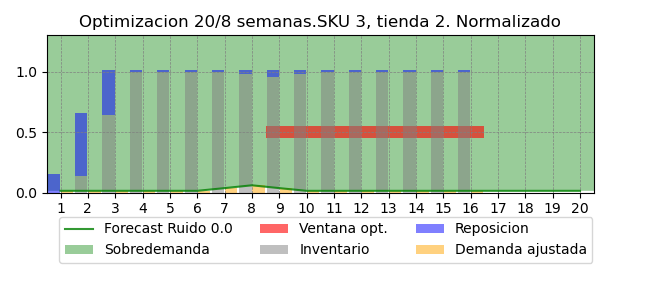 Optimizacion 20/8 semanas.SKU 3, tienda 2. Normalizado
1.0
0.5
0.0
1 2 3 4 5 6 7 8 9 10 11 12 13 14 15 16 17 18 19 20
Forecast Ruido 0.0 Ventana opt. Reposicion
Sobredemanda Inventario Demanda ajustada